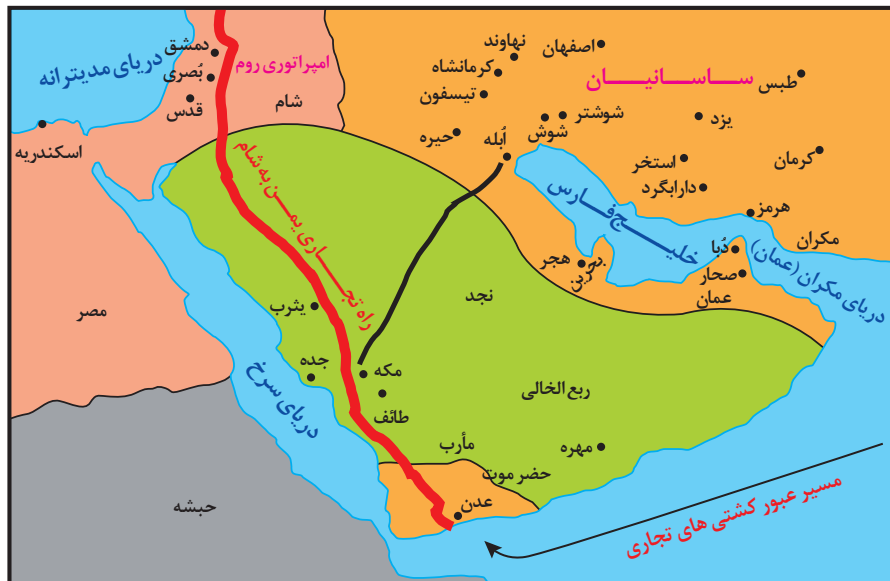 دریای مدیترانه
دمشق
بُصری
قدس
امپراتوری روم
شام
اسکندریه
نهاوند
کرمانشاه
تیسفون
حیره
اصفهان
ساسانیان
طبس
شوشتر
شوش
یزد
اُبله
استخر
دارابگرد
کرمان
هرمز
مکران
خلیج فارس
دریای مکران (عمان)
دُبا
صحار
عمان
هجر
بحرین
راه تجاری یمن به شام
نجد
یثرب
مصر
جده
مکه
طائف
دریای سرخ
ربع الخالی
مأرب
مهره
حضرموت
عدن
حبشه
مسیر عبور کشتی های تجاری